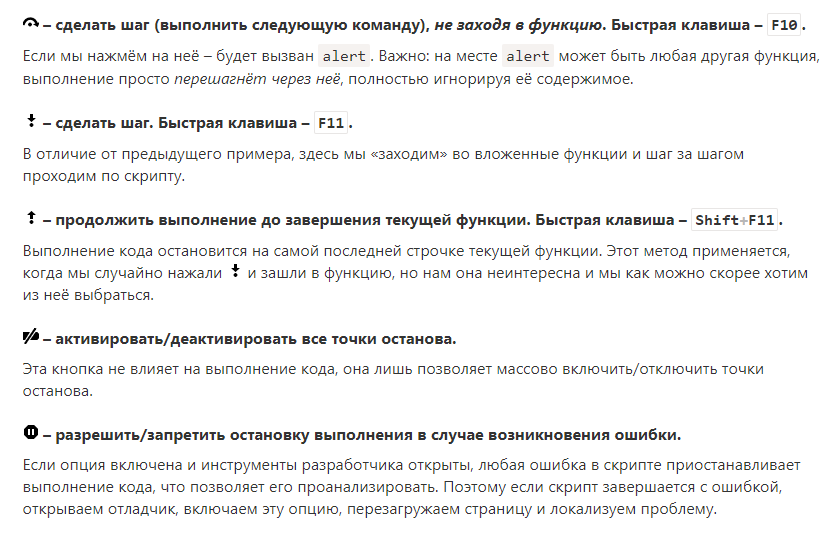 – сделать шаг (выполнить следующую команду), не заходя в функцию. Быстрая клавиша – F10.
Если мы нажмём на неё – будет вызван alert. Важно: на месте alert может быть любая другая функция,
выполнение просто перешагнёт через неё, полностью игнорируя её содержимое.
– сделать шаг. Быстрая клавиша – F11.
В отличие от предыдущего примера, здесь мы «заходим» во вложенные функции и шаг за шагом
проходим по скрипту.
– продолжить выполнение до завершения текущей функции. Быстрая клавиша – Shift+F11.
Выполнение кода остановится на самой последней строчке текущей функции. Этот метод применяется,
когда мы случайно нажали и зашли в функцию, но нам она неинтересна и мы как можно скорее хотим
из неё выбраться.
– активировать/деактивировать все точки останова.
Эта кнопка не влияет на выполнение кода, она лишь позволяет массово включить/отключить точки
останова.
– разрешить/запретить остановку выполнения в случае возникновения ошибки.
Если опция включена и инструменты разработчика открыты, любая ошибка в скрипте приостанавливает
выполнение кода, что позволяет его проанализировать. Поэтому если скрипт завершается с ошибкой,
открываем отладчик, включаем эту опцию, перезагружаем страницу и локализуем проблему.